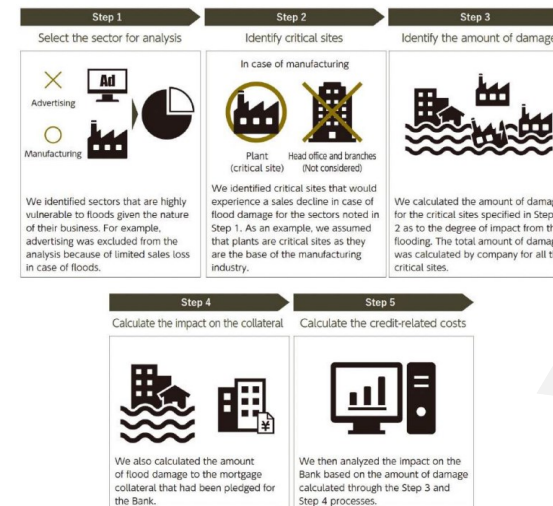 Step 1
Select the sector for analysis
Ad
Advertising
Manufacturing
We identified sectors that are highly
vulnerable to floods given the nature
of their business. For example,
advertising was excluded from the
analysis because of limited sales loss
in case of floods.
Step 2
Identify critical sites
In case of manufacturing
Plant
(critical site)
Head office and branches
(Not considered)
We identified critical sites that would
experience a sales decline in case of
flood damage for the sectors noted in
Step 1. As an example, we assumed
that plants are critical sites as they
are the base of the manufacturing
industry.
Step 3
Identify the amount of damage
We calculated the amount of
for the critical sites specified in Step
2 as to the degree of impact from
flooding. The total amount of
was calculated by company for all
critical sites.
Step 4
Calculate the impact on the collateral
¥
We also calculated the amount
of flood damage to the mortgage
collateral that had been pledged for
the Bank.
Step 5
Calculate the credit-related costs
We then analyzed the impact on the
Bank based on the amount of damage
calculated through the Step 3 and
Step 4 processes.